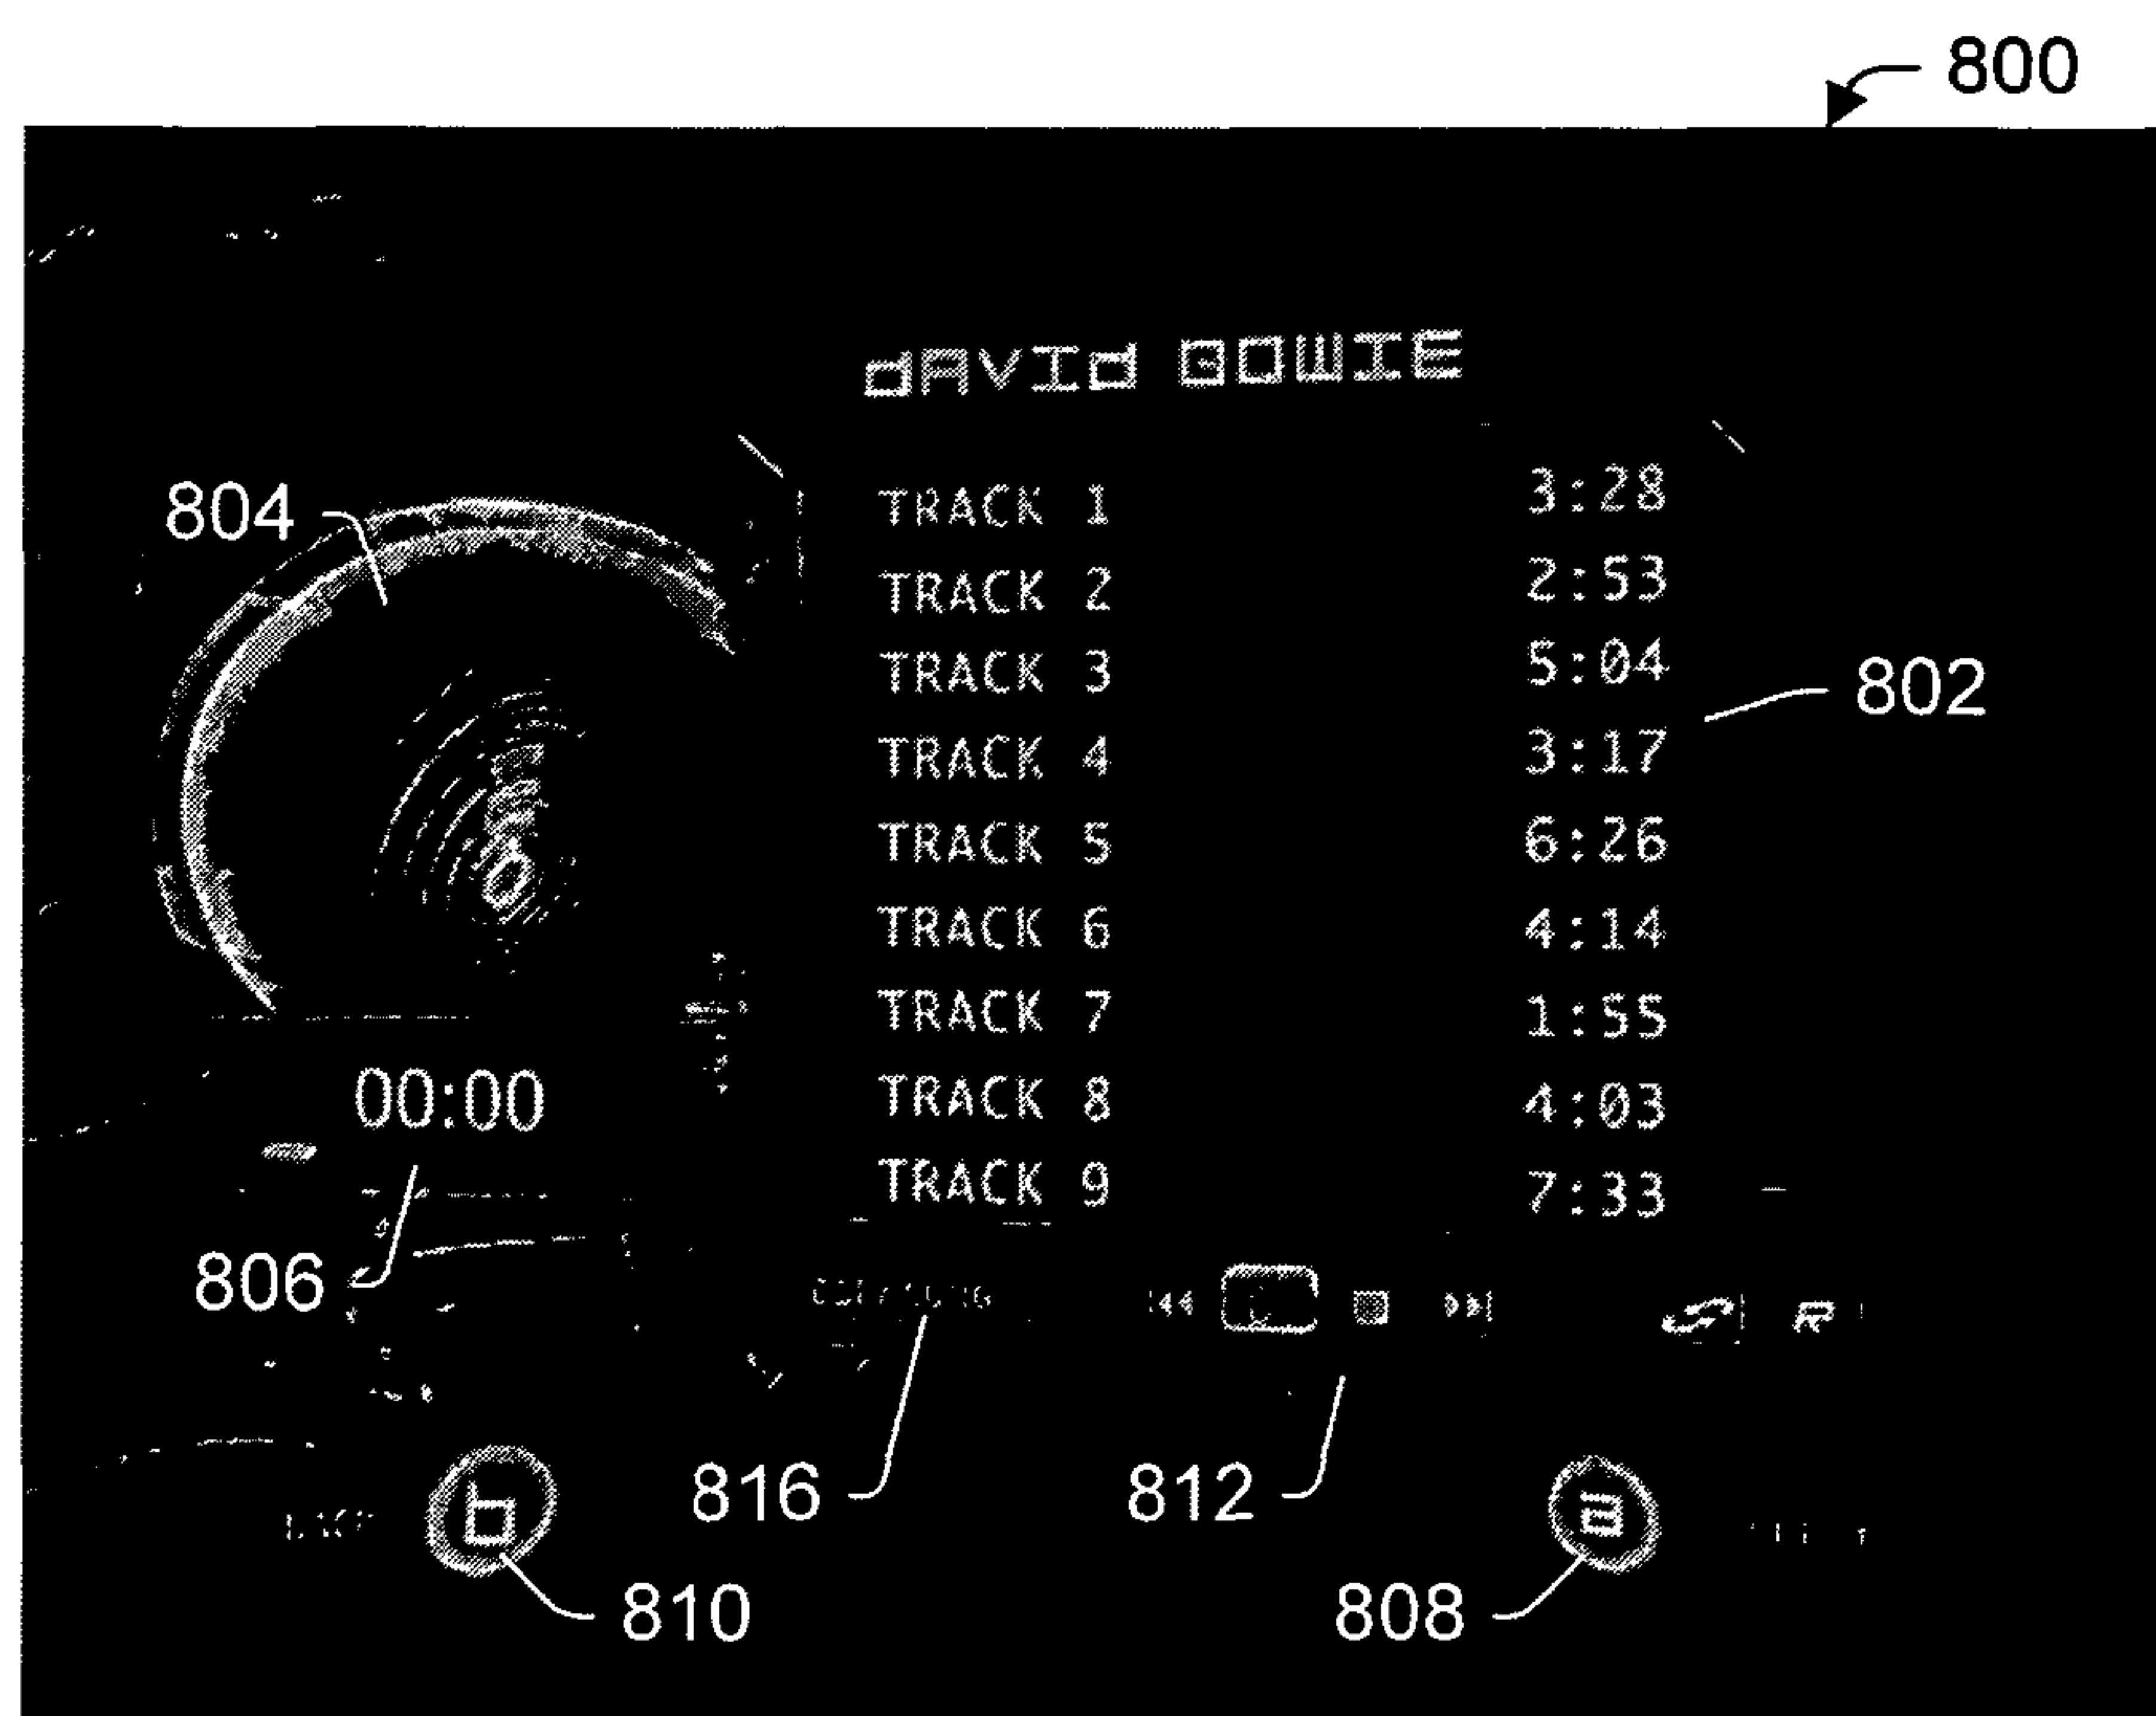 800
dAVId BOWIE
804
TRACK 1 3:28
TRACK 2 2:53
TRACK 3 5:04
802
TRACK 4 3:17
TRACK 5 6:26
TRACK 6 4:14
TRACK 7 1:55
00:00
TRACK 8 4:03
TRACK 9 7:33
806
R
816
812
b
a
810
808